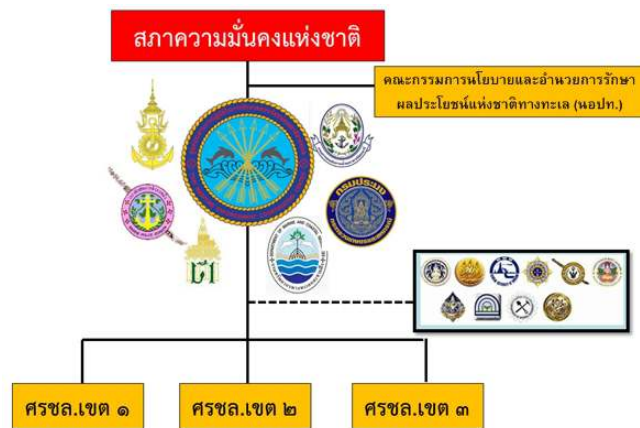 สภาความมั่นคงแห่งชาติ
คณะกรรมการนโยบายและอำนวยการรักษา
ผลประโยชน์แห่งชาติทางทะเล (นอปท.)
กรมประมง
ศรชล.เขต ๑
ศรชล.เขต ๒
ศรชล.เขต ๓